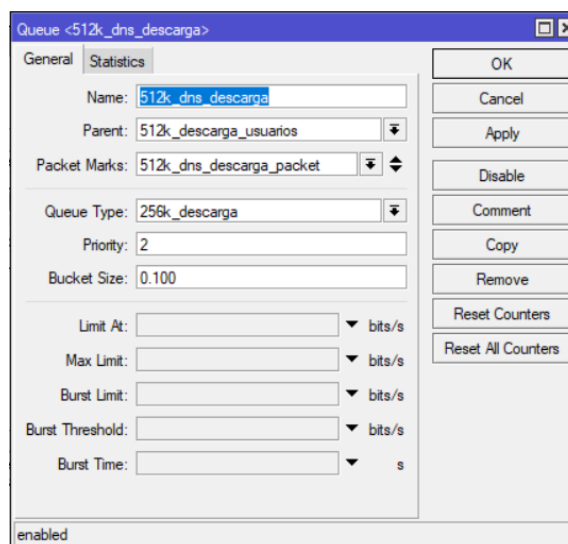 Queue <512k_dns_descarga>
General Statistics
Name: 512k_dns_descarga
Parent: 512k_descarga_usuarios
Packet Marks: 512k_dns_descarga_packet
Queue Type: 256k_descarga
Priority: 2
Bucket Size: 0.100
Limit At: bits/s
Max Limit: bits/s
Burst Limit: bits/s
Burst Threshold: bits/s
Burst Time: s
OK
Cancel
Apply
Disable
Comment
Copy
Remove
Reset Counters
Reset All Counters
enabled